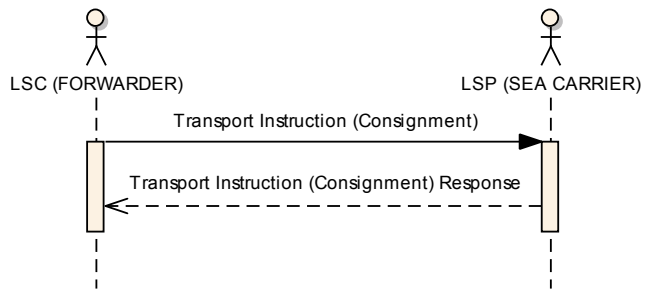 LSC (FORWARDER)
LSP (SEA CARRIER)
Transport Instruction (Consignment)
Transport Instruction (Consignment) Response